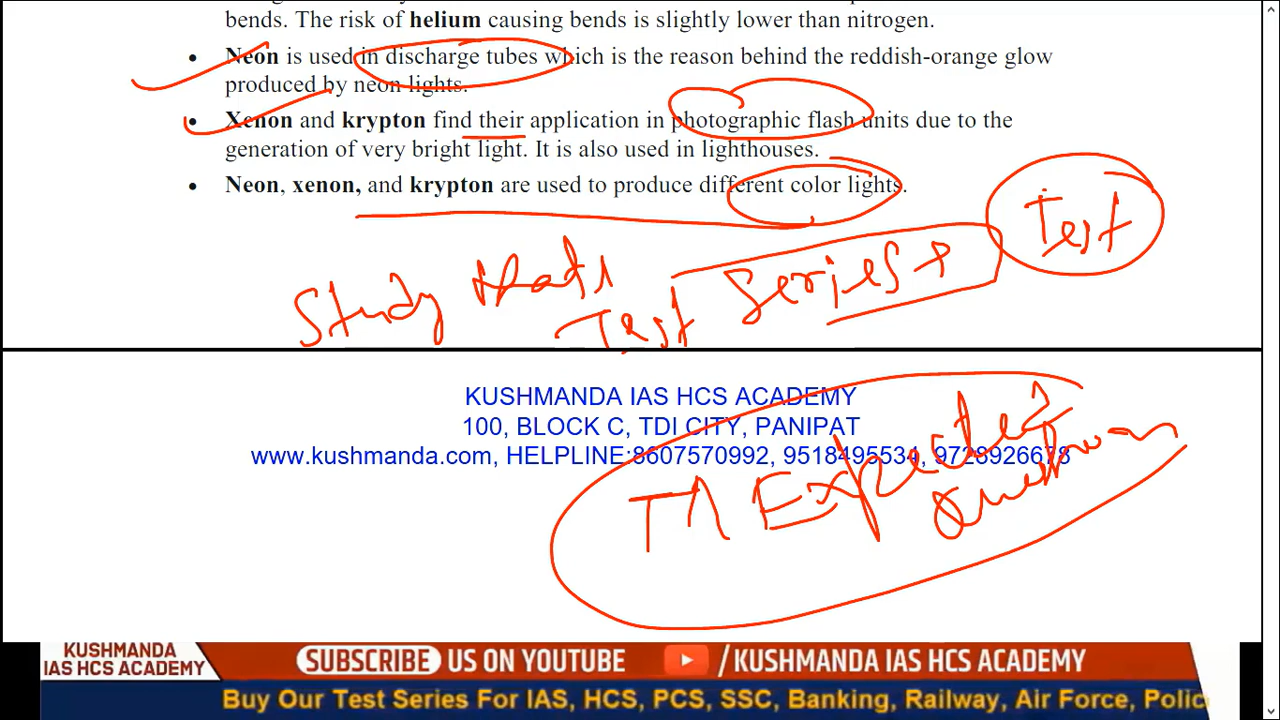 bends. The risk of helium causing bends is slightly lower than nitrogen.
• Neon is used in discharge tubes which is the reason behind the reddish-orange glow
produced by neon lights.
• Xenon and krypton find their application in photographic flash units due to the
generation of very bright light. It is also used in lighthouses.
• Neon, xenon, and krypton are used to produce different color lights.
Test
Study
Test Series +
KUSHMANDA IAS HCS ACADEMY
100, BLOCK C, TDI CITY, PANIPAT
www.kushmanda.com, HELPLINE:8607570992, 9518495534, 9728926678
Expected
Question
KUSHMANDA
IAS HCS ACADEMY
SUBSCRIBE US ON YOUTUBE /KUSHMANDA IAS HCS ACADEMY
Buy Our Test Series For IAS, HCS, PCS, SSC, Banking, Railway, Air Force, Polic